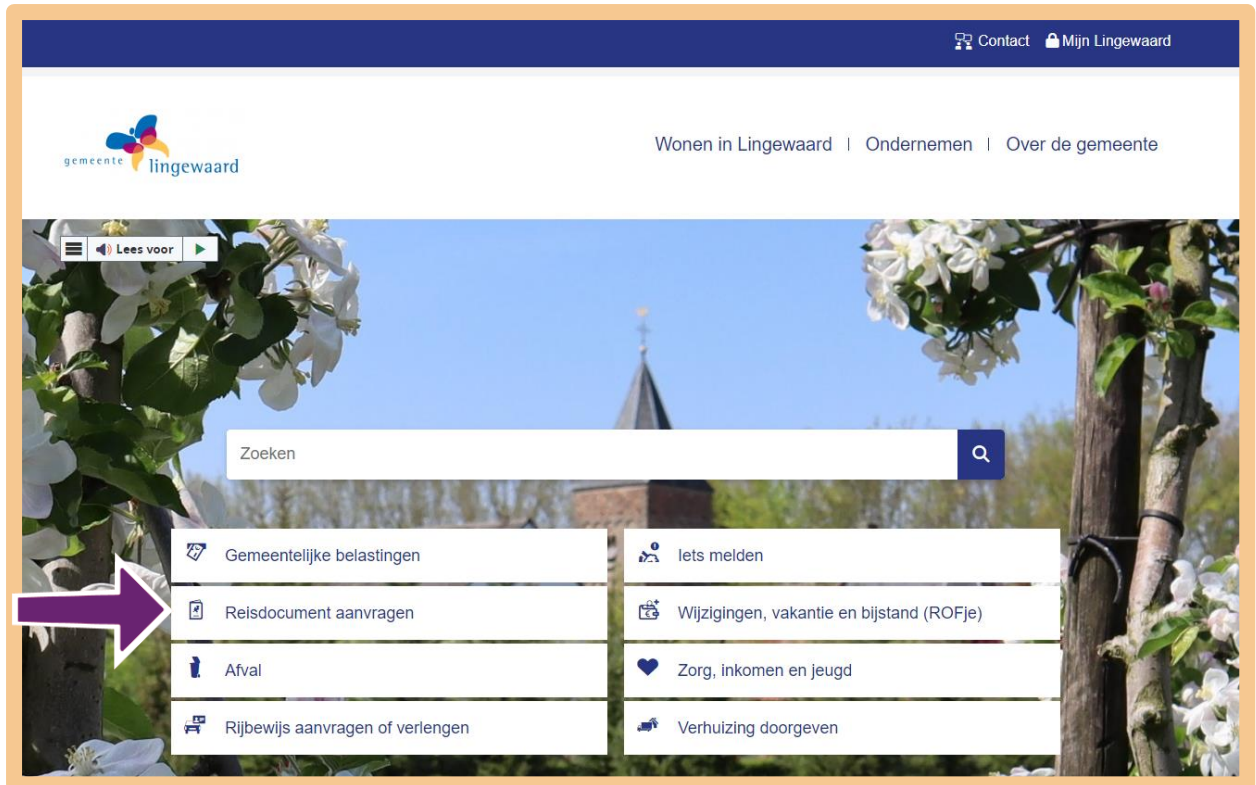 Contact Mijn Lingewaard
gemeente lingewaard
Wonen in Lingewaard | Ondernemen | Over de gemeente
Lees voor
Zoeken
Gemeentelijke belastingen
Iets melden
Reisdocument aanvragen
Wijzigingen, vakantie en bijstand (ROFje)
Afval
Zorg, inkomen en jeugd
Rijbewijs aanvragen of verlengen
Verhuizing doorgeven